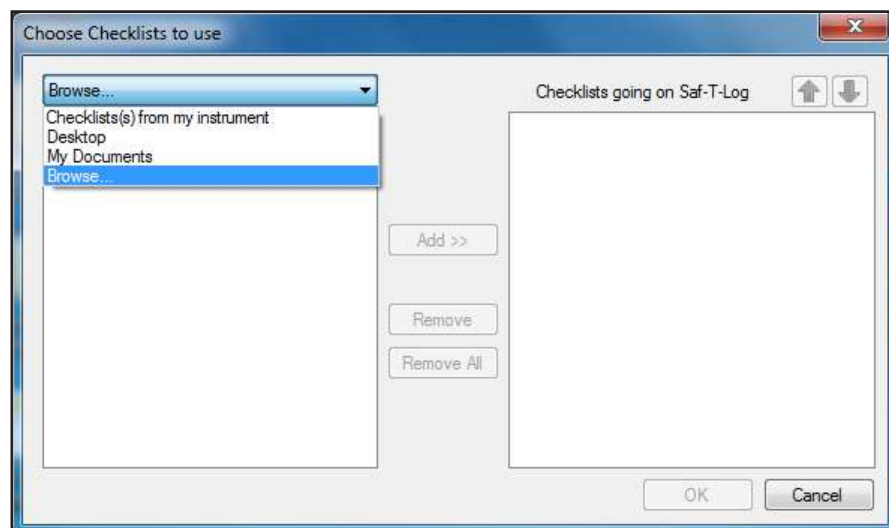 Choose Checklists to use
Browse...
Checklists(s) from my instrument
Desktop
My Documents
Browse...
Checklists going on Saf-T-Log
Add >>
Remove
Remove All
OK
Cancel